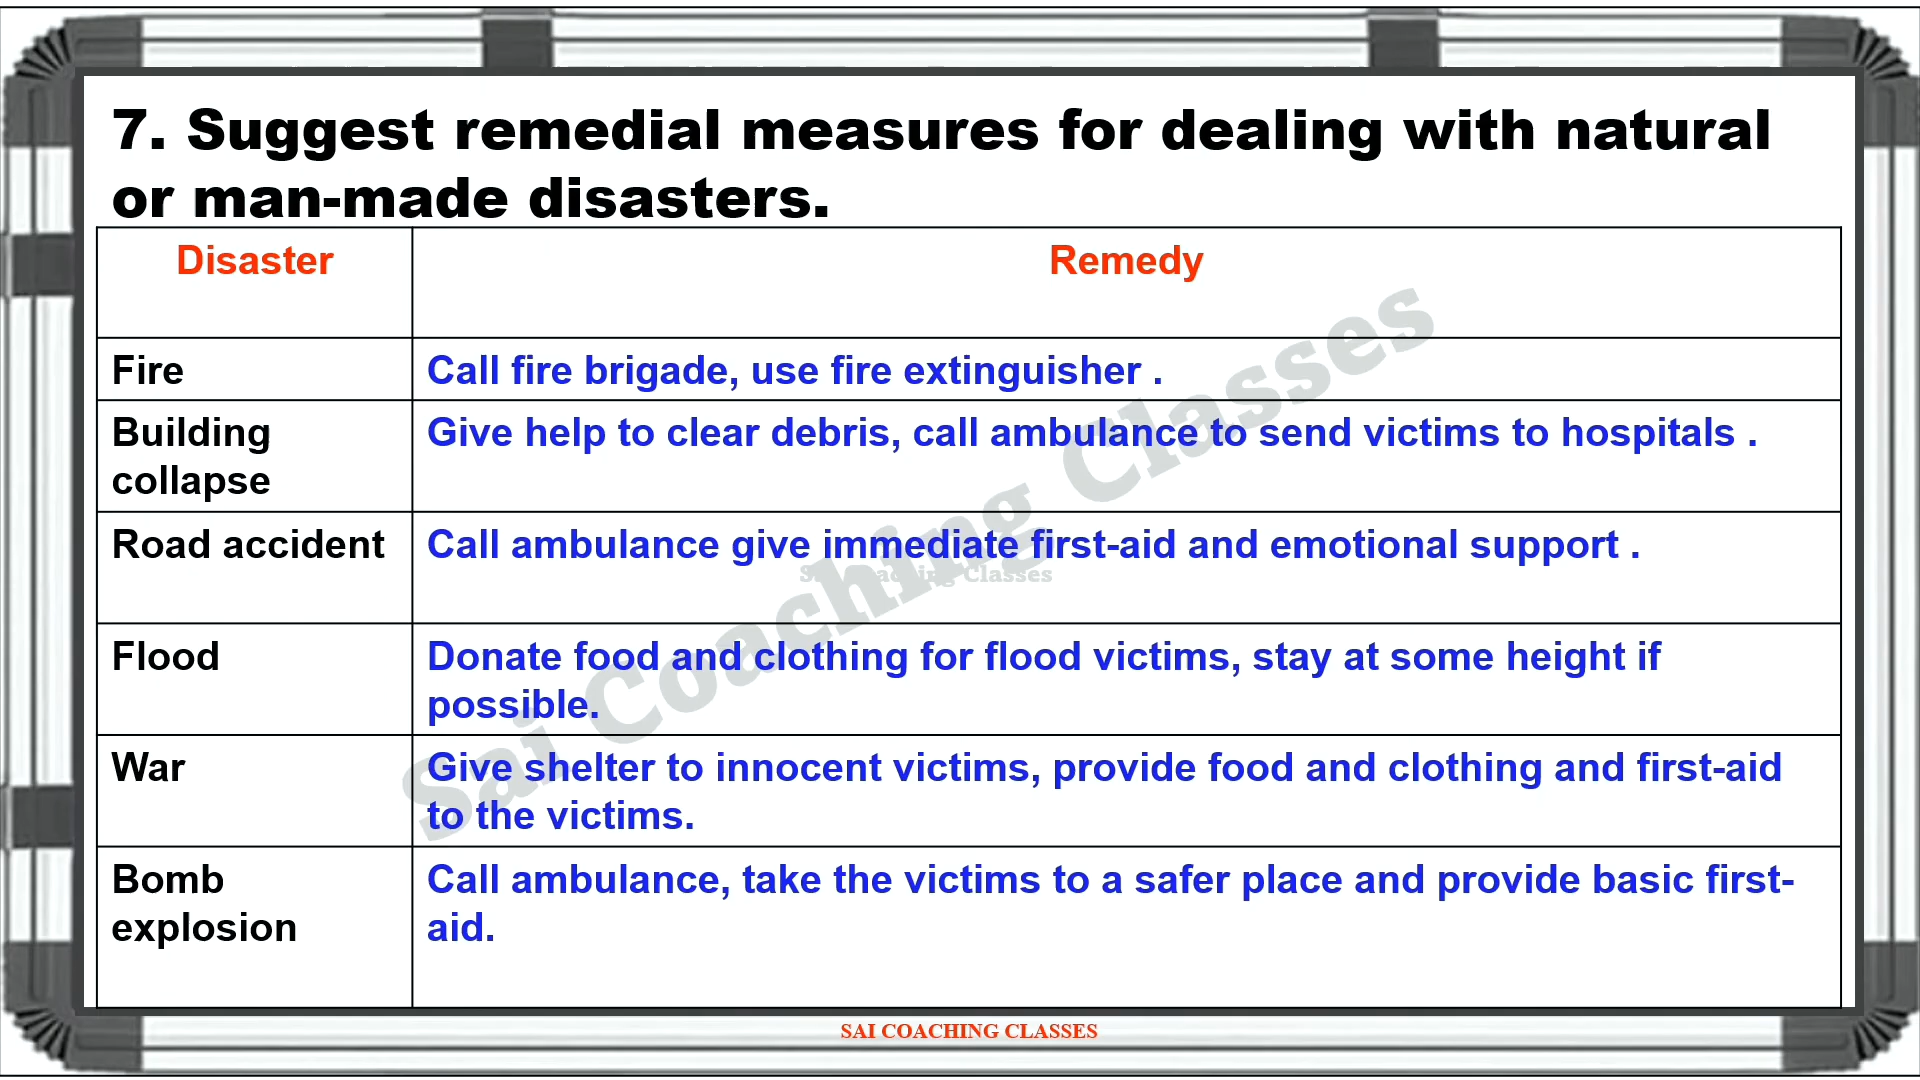 7. Suggest remedial measures for dealing with natural
or man-made disasters.
Disaster
Remedy
Fire
Call fire brigade, use fire extinguisher .
Building
collapse
Give help to clear debris, call ambulance to send victims to hospitals .
Road accident
Call ambulance give immediate first-aid and emotional support .
Flood
Donate food and clothing for flood victims, stay at some height if
possible.
War
Give shelter to innocent victims, provide food and clothing and first-aid
to the victims.
Bomb
explosion
Call ambulance, take the victims to a safer place and provide basic first-
aid.
Sai Coaching Classes
Sai Coaching Classes
SAI COACHING CLASSES